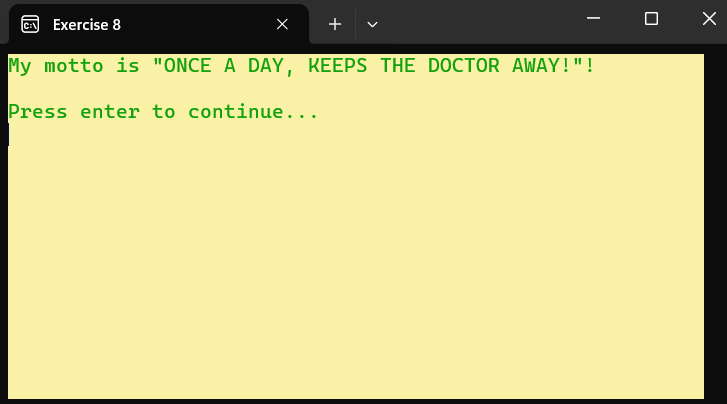 Exercise 8
My motto is "ONCE A DAY, KEEPS THE DOCTOR AWAY!"!
Press enter to continue...